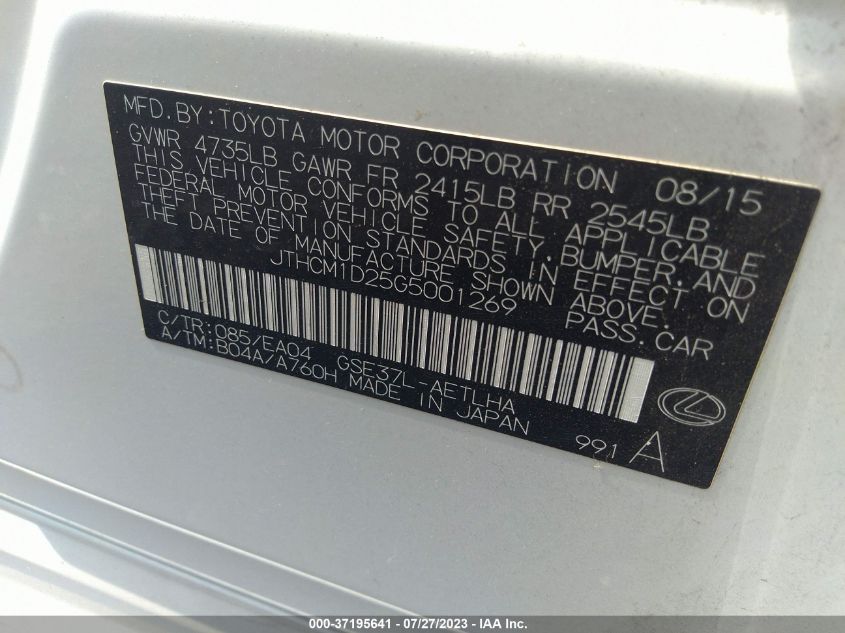 MFD.BY:TOYOTA MOTOR CORPORATION 08/15
GVWR 4735LB GAWR FR 2415LB RR 2545LB
THIS VEHICLE CONFORMS TO ALL APPLICABLE
FEDERAL MOTOR VEHICLE SAFETY,BUMPER,AND
THEFT PREVENTION STANDARDS IN EFFECT ON
THE DATE OF MANUFACTURE SHOWN ABOVE.
JTHCM1D25G5001269 PASS.CAR
C/TR:085/EA04 GSE37L-AETLHA
A/TM:B04A/A760H MADE IN JAPAN
991 A
000-37195641 - 07/27/2023 - IAA Inc.